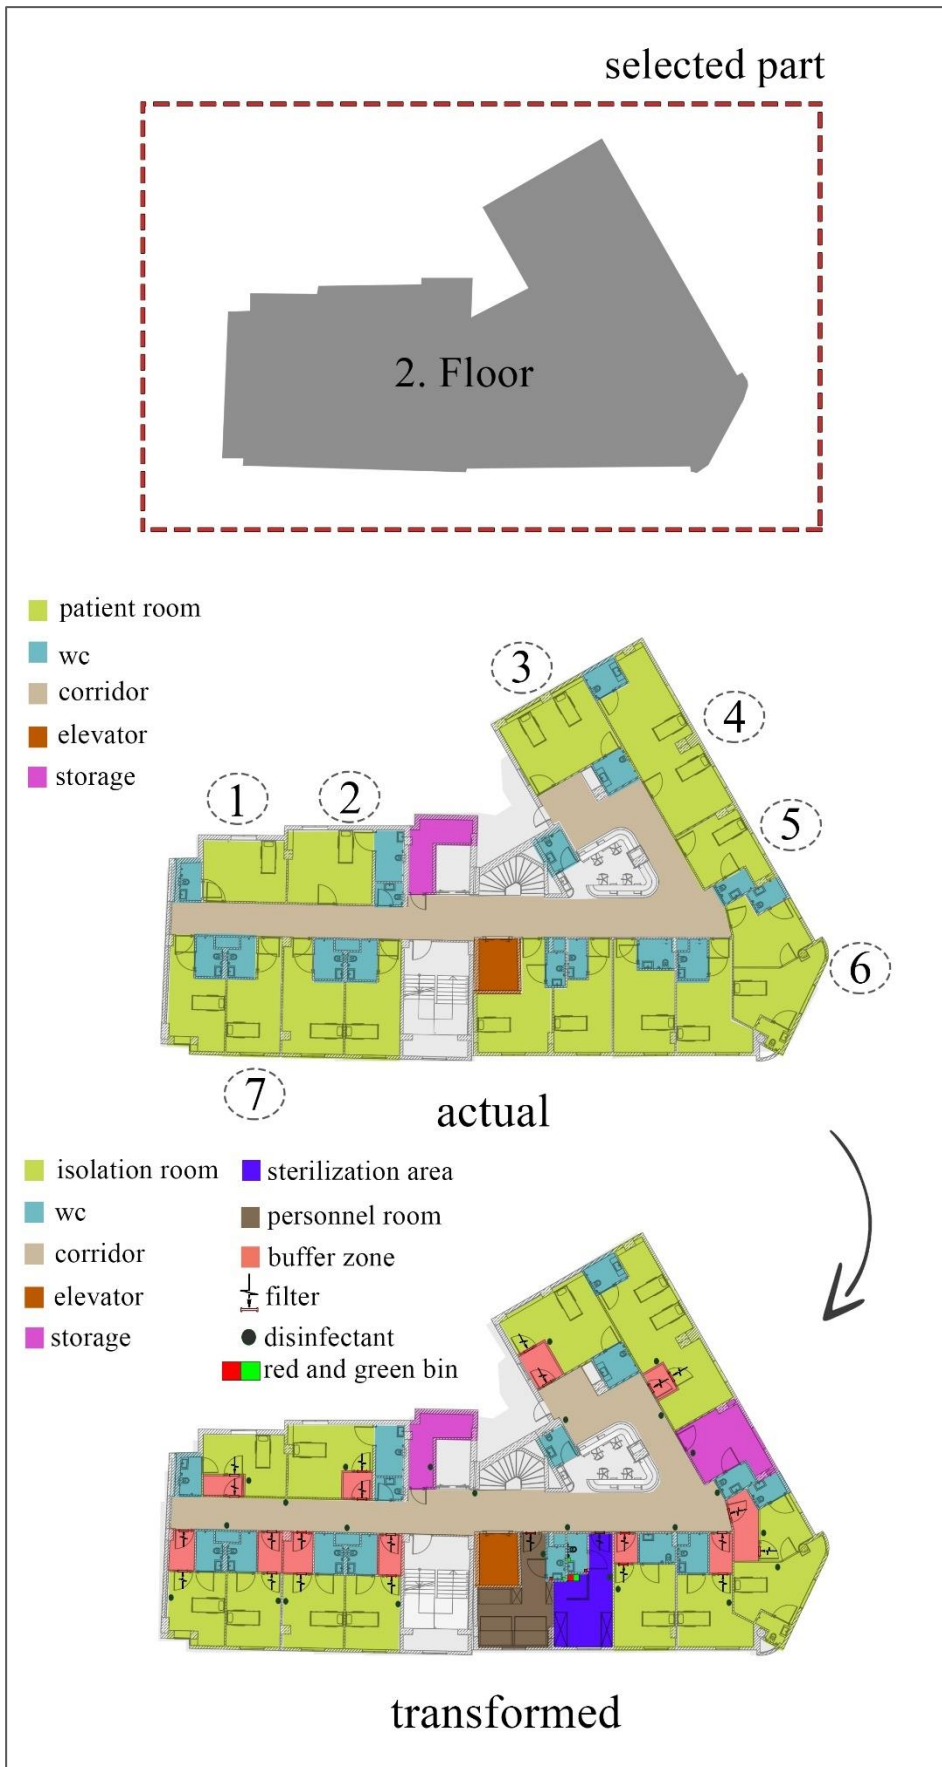 selected part
2. Floor
patient room
wc
corridor
elevator
storage
1
2
3
4
5
6
7
actual
isolation room
wc
corridor
elevator
storage
sterilization area
personnel room
buffer zone
filter
disinfectant
red and green bin
transformed